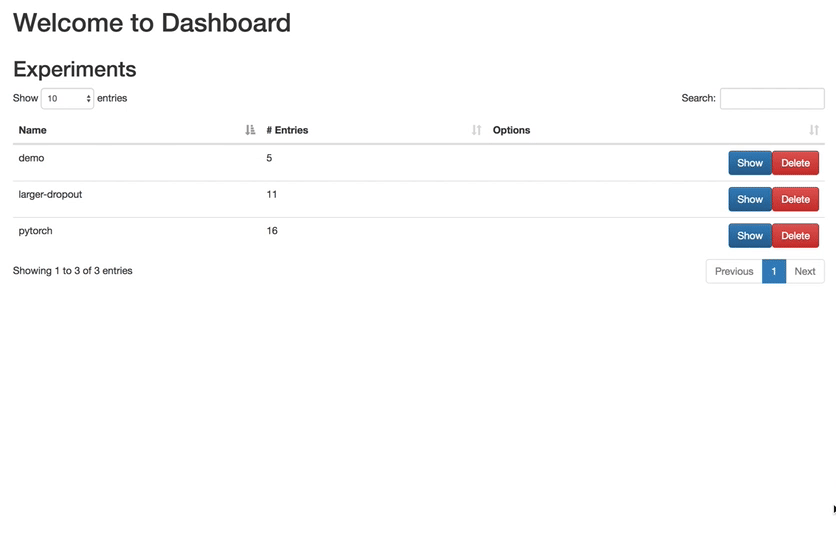 Welcome to Dashboard
Experiments
Show 10 entries Search:
Name # Entries Options
demo 5 Show Delete
larger-dropout 11 Show Delete
pytorch 16 Show Delete
Showing 1 to 3 of 3 entries Previous 1 Next